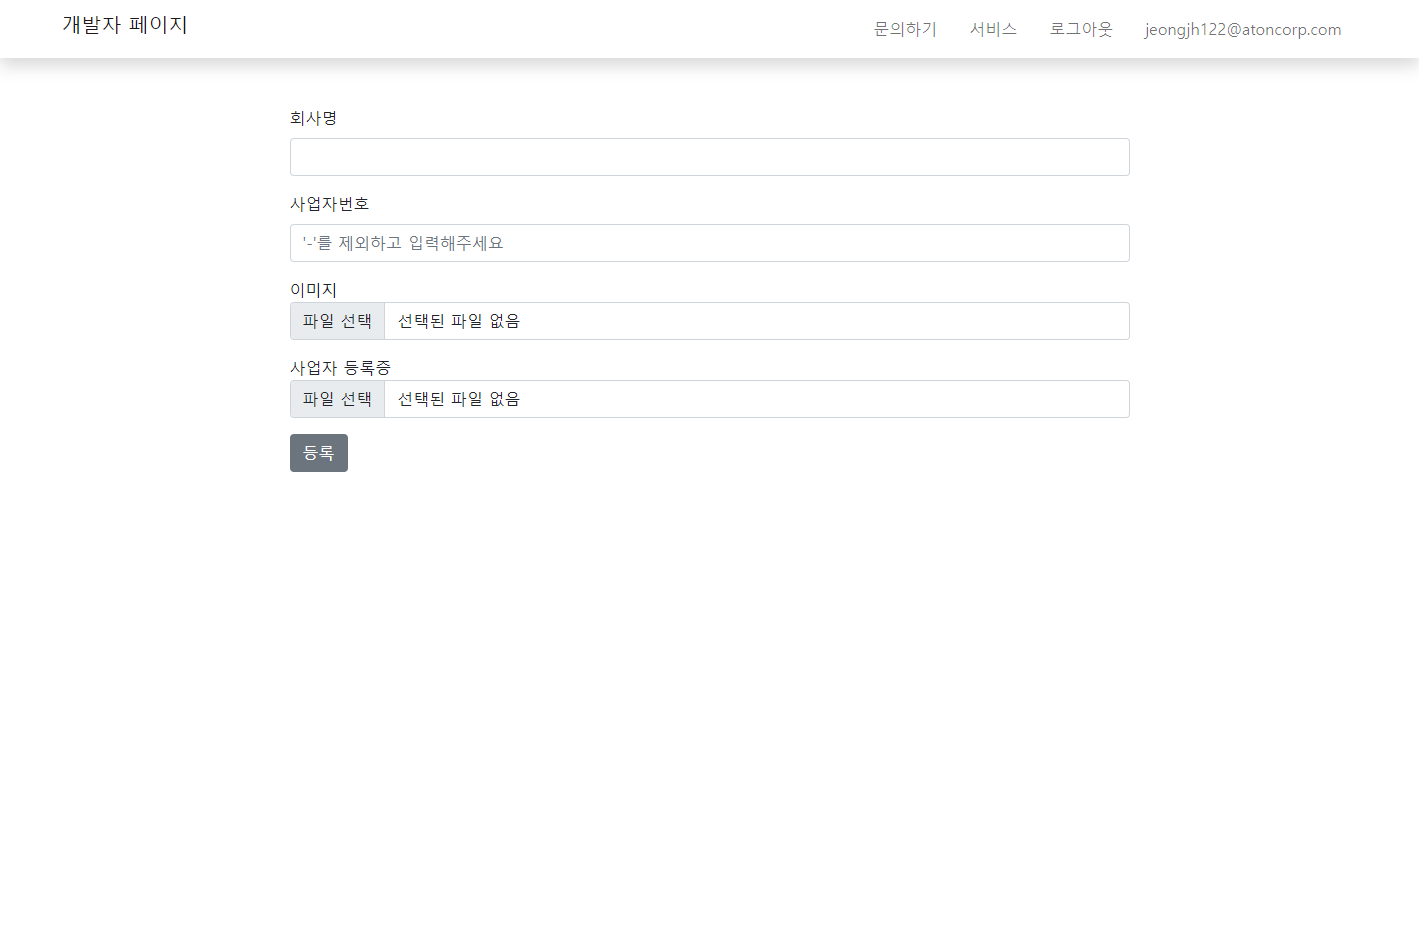 개발자 페이지
문의하기 서비스 로그아웃 jeongjh122@atoncorp.com
회사명
사업자번호
'-'를 제외하고 입력해주세요
이미지
파일 선택 선택된 파일 없음
사업자 등록증
파일 선택 선택된 파일 없음
등록